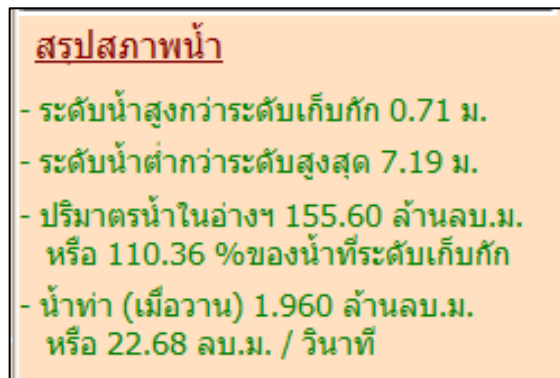 สรุปสภาพน้ำ
- ระดับน้ำสูงกว่าระดับเก็บกัก 0.71 ม.
- ระดับน้ำต่ำกว่าระดับสูงสุด 7.19 ม.
- ปริมาตรน้ำในอ่างฯ 155.60 ล้านลบ.ม.
หรือ 110.36 %ของน้ำที่ระดับเก็บกัก
- น้ำท่า (เมื่อวาน) 1.960 ล้านลบ.ม.
หรือ 22.68 ลบ.ม. / วินาที